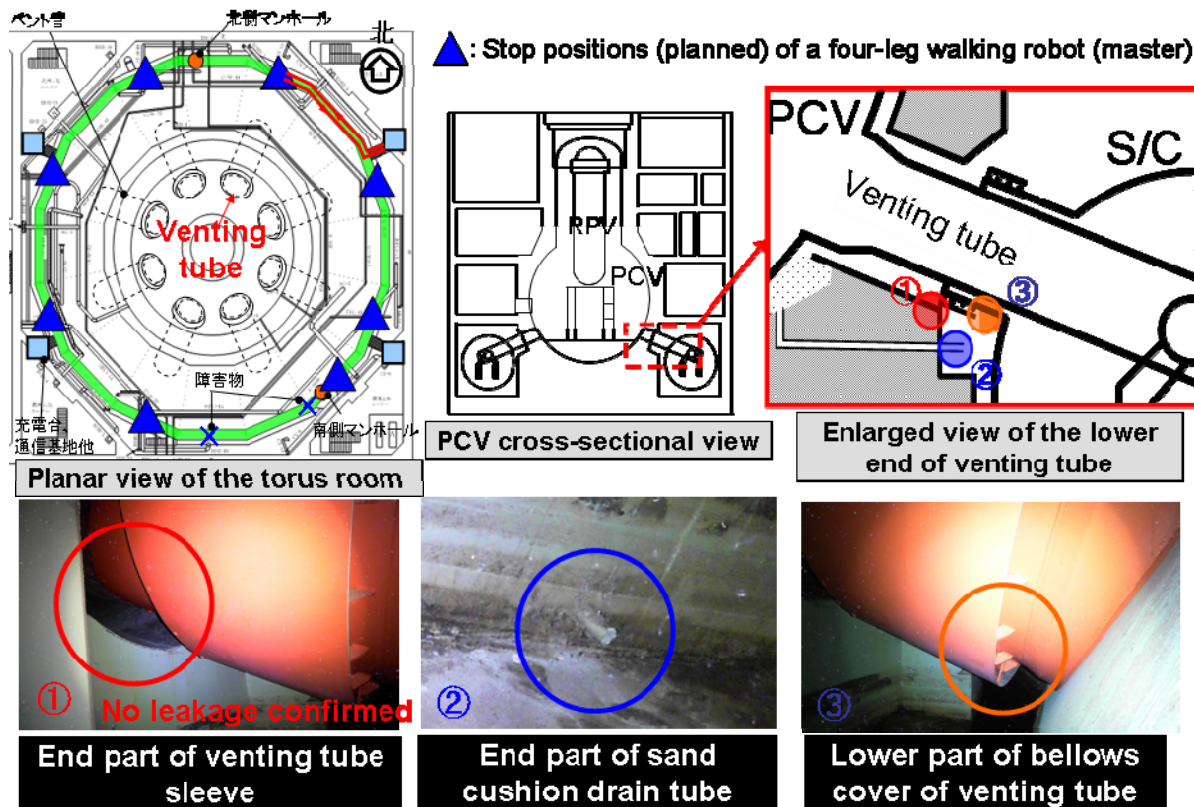 ベント管
北側マンホール
北
: Stop positions (planned) of a four-leg walking robot (master)
Venting
tube
障害物
充電台、
通信基地他
南側マンホール
Planar view of the torus room
RPV
PCV
PCV cross-sectional view
PCV
S/C
Venting tube
①
③
②
Enlarged view of the lower
end of venting tube
①
No leakage confirmed
End part of venting tube
sleeve
②
End part of sand
cushion drain tube
③
Lower part of bellows
cover of venting tube